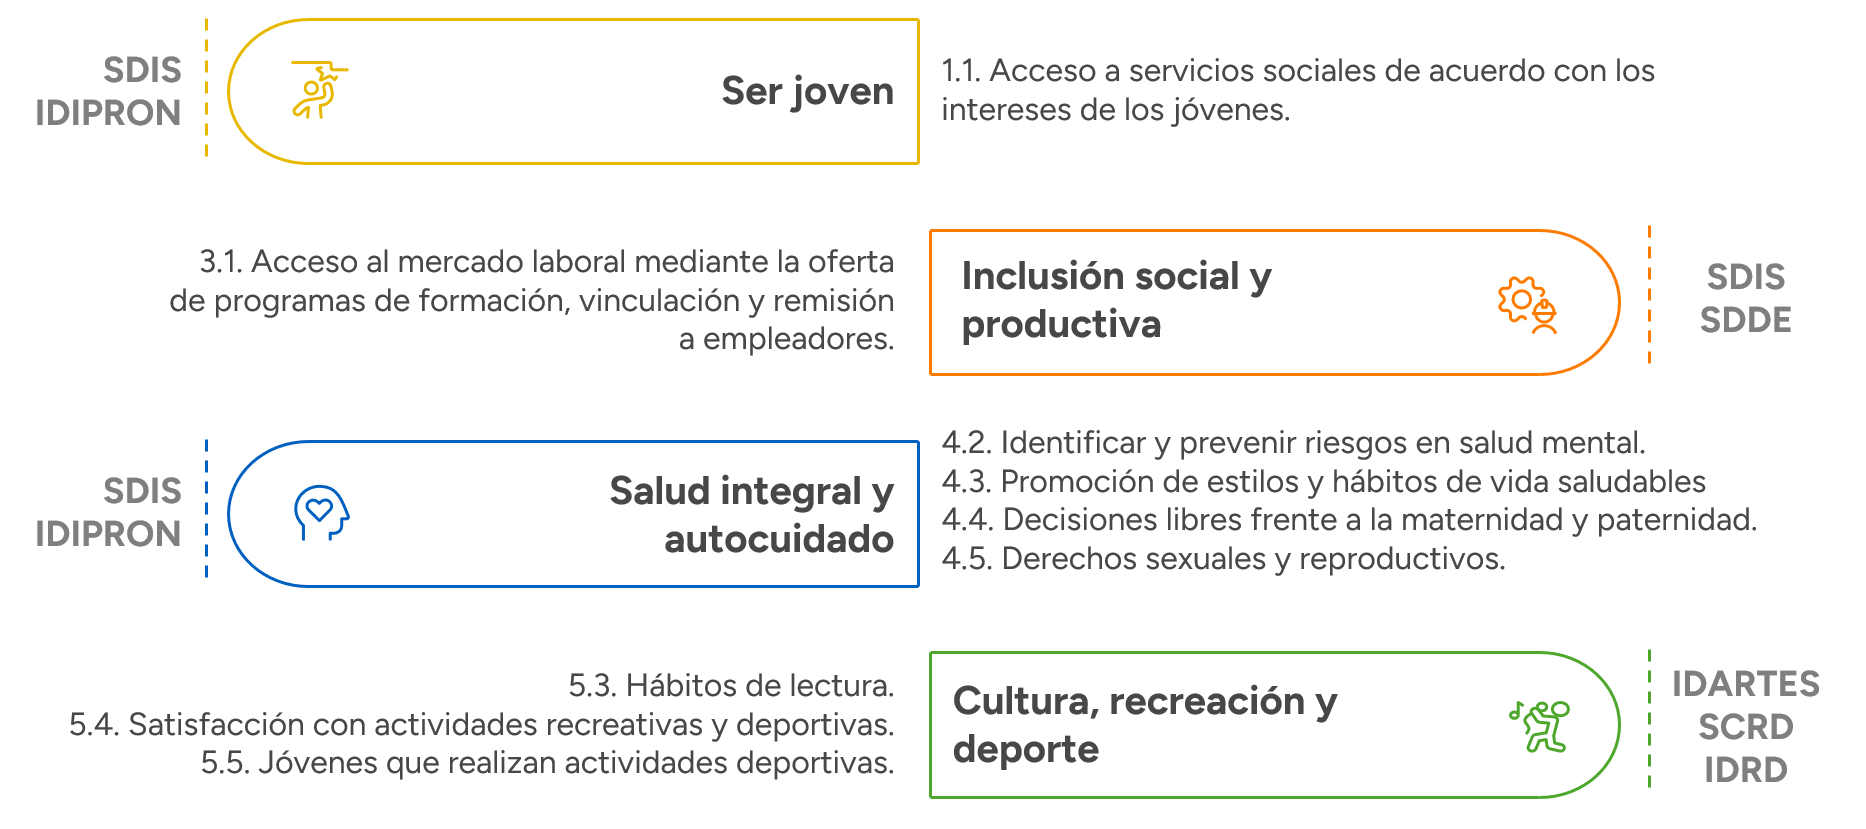 SDIS
IDIPRON
Ser joven
1.1. Acceso a servicios sociales de acuerdo con los
intereses de los jóvenes.
3.1. Acceso al mercado laboral mediante la oferta
de programas de formación, vinculación y remisión
a empleadores.
Inclusión social y
productiva
SDIS
SDDE
SDIS
IDIPRON
Salud integral y
autocuidado
4.2. Identificar y prevenir riesgos en salud mental.
4.3. Promoción de estilos y hábitos de vida saludables
4.4. Decisiones libres frente a la maternidad y paternidad.
4.5. Derechos sexuales y reproductivos.
5.3. Hábitos de lectura.
5.4. Satisfacción con actividades recreativas y deportivas.
5.5. Jóvenes que realizan actividades deportivas.
Cultura, recreación y
deporte
IDARTES
SCRD
IDRD